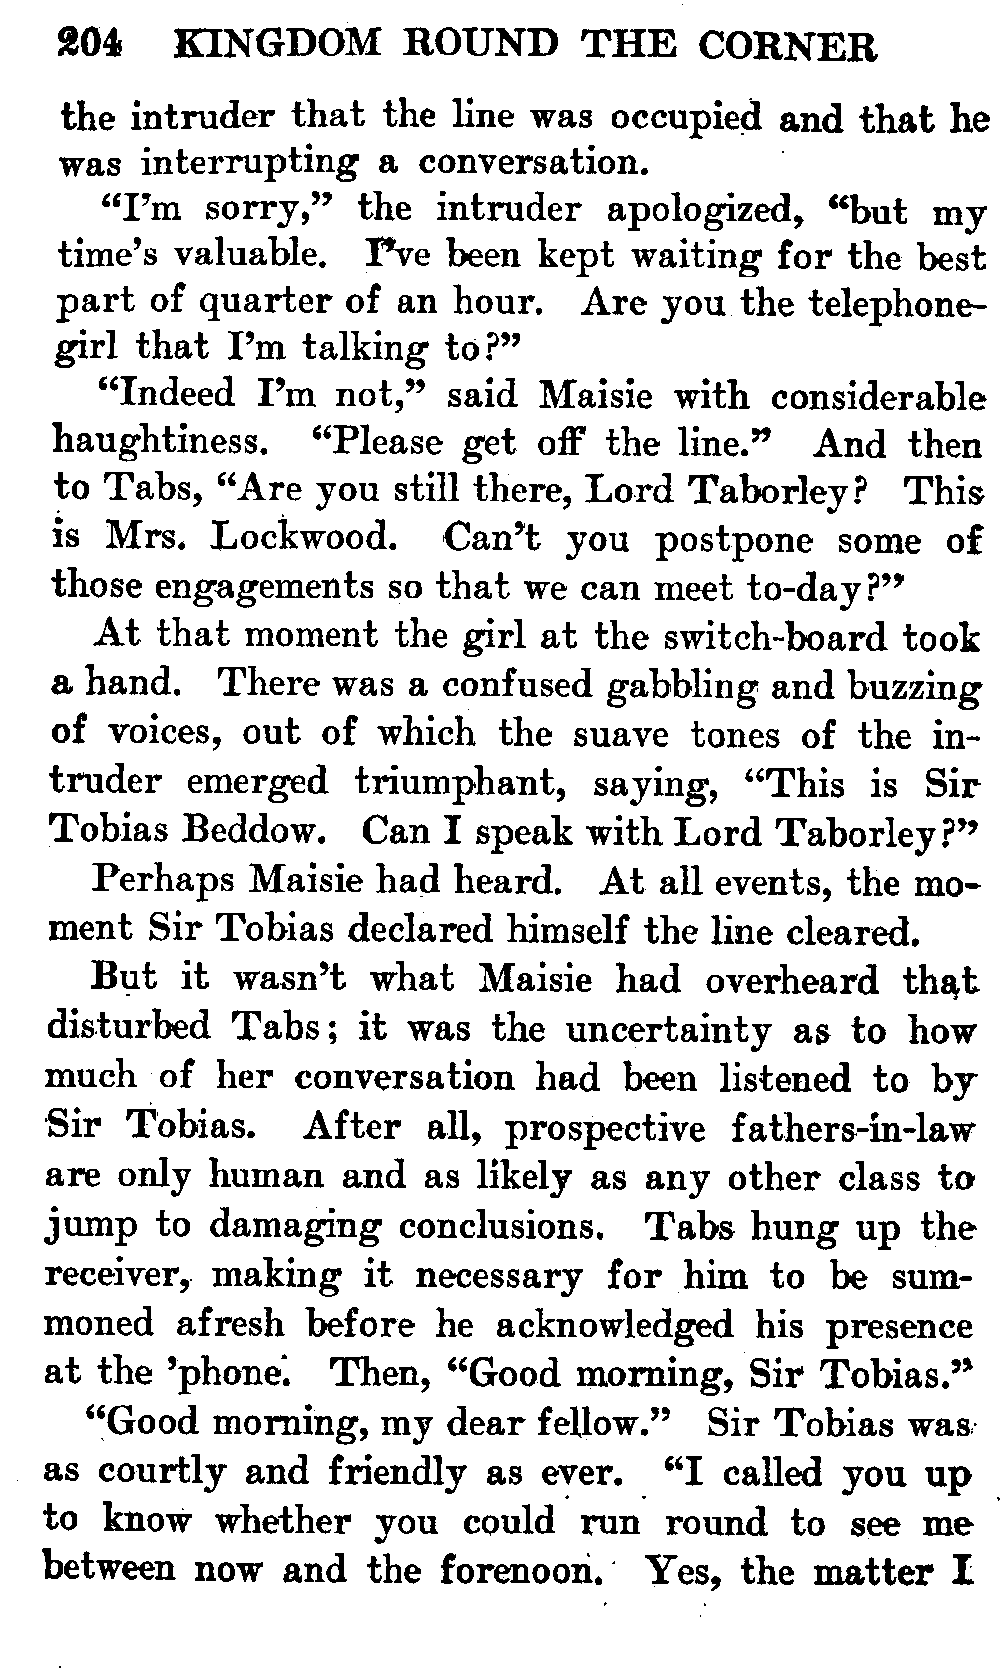 204 KINGDOM ROUND THE CORNER
the intruder that the line was occupied and that he
was interrupting a conversation.
“I’m sorry,” the intruder apologized, “but my
time’s valuable. I’ve been kept waiting for the best
part of quarter of an hour. Are you the telephone-
girl that I’m talking to?”
“Indeed I’m not,” said Maisie with considerable
haughtiness. “Please get off the line.” And then
to Tabs, “Are you still there, Lord Taborley? This
is Mrs. Lockwood. Can’t you postpone some of
those engagements so that we can meet to-day?”
At that moment the girl at the switch-board took
a hand. There was a confused gabbling and buzzing
of voices, out of which the suave tones of the in-
truder emerged triumphant, saying, “This is Sir
Tobias Beddow. Can I speak with Lord Taborley?”
Perhaps Maisie had heard. At all events, the mo-
ment Sir Tobias declared himself the line cleared.
But it wasn’t what Maisie had overheard that
disturbed Tabs; it was the uncertainty as to how
much of her conversation had been listened to by
Sir Tobias. After all, prospective fathers-in-law
are only human and as likely as any other class to
jump to damaging conclusions. Tabs hung up the
receiver, making it necessary for him to be sum-
moned afresh before he acknowledged his presence
at the ’phone. Then, “Good morning, Sir Tobias.”
“Good morning, my dear fellow.” Sir Tobias was
as courtly and friendly as ever. “I called you up
to know whether you could run round to see me
between now and the forenoon. Yes, the matter I